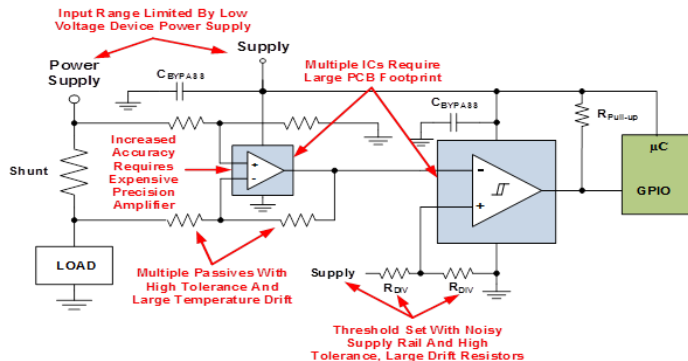 Input Range Limited By Low
Voltage Device Power Supply
Supply
Power
Supply
Multiple ICs Require
Large PCB Footprint
CBYPASS
CBYPASS
RPull-up
Increased
Accuracy
Requires
Expensive
Precision
Amplifier
+
-
Shunt
-
+
µC
GPIO
LOAD
Multiple Passives With
High Tolerance And
Large Temperature Drift
Supply
RDIV
RDIV
Threshold Set With Noisy
Supply Rail And High
Tolerance, Large Drift Resistors